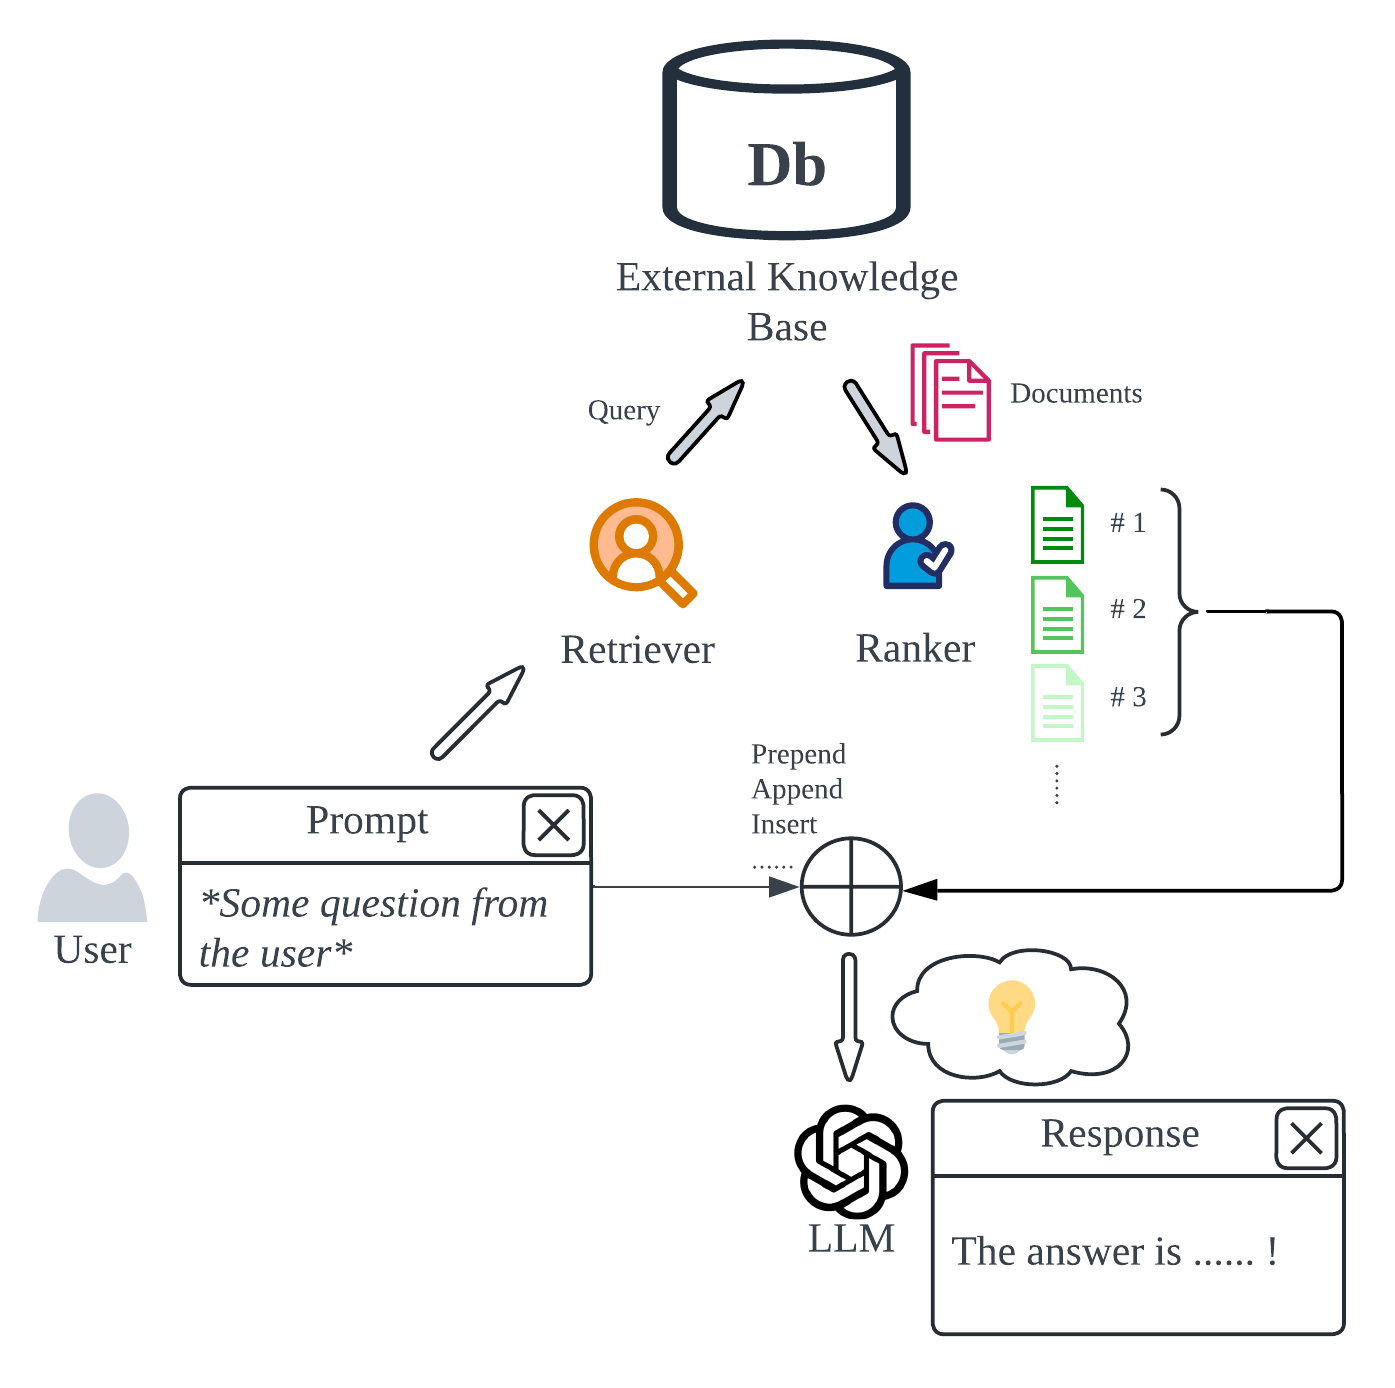 Db
External Knowledge
Base
Query
Documents
Retriever
Ranker
# 1
# 2
# 3
......
Prompt
*Some question from
the user*
User
Prepend
Append
Insert
......
LLM
Response
The answer is ...... !